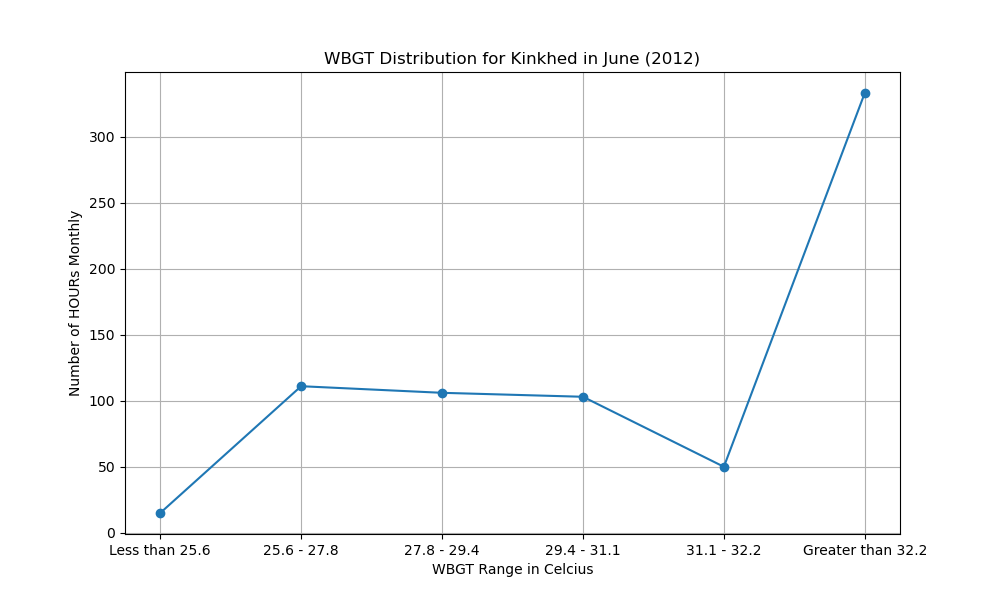 WBGT Distribution for Kinkhed in June (2012)
Number of HOURs Monthly
300
250
200
150
100
50
0
Less than 25.6
25.6 - 27.8
27.8 - 29.4
29.4 - 31.1
31.1 - 32.2
Greater than 32.2
WBGT Range in Celcius